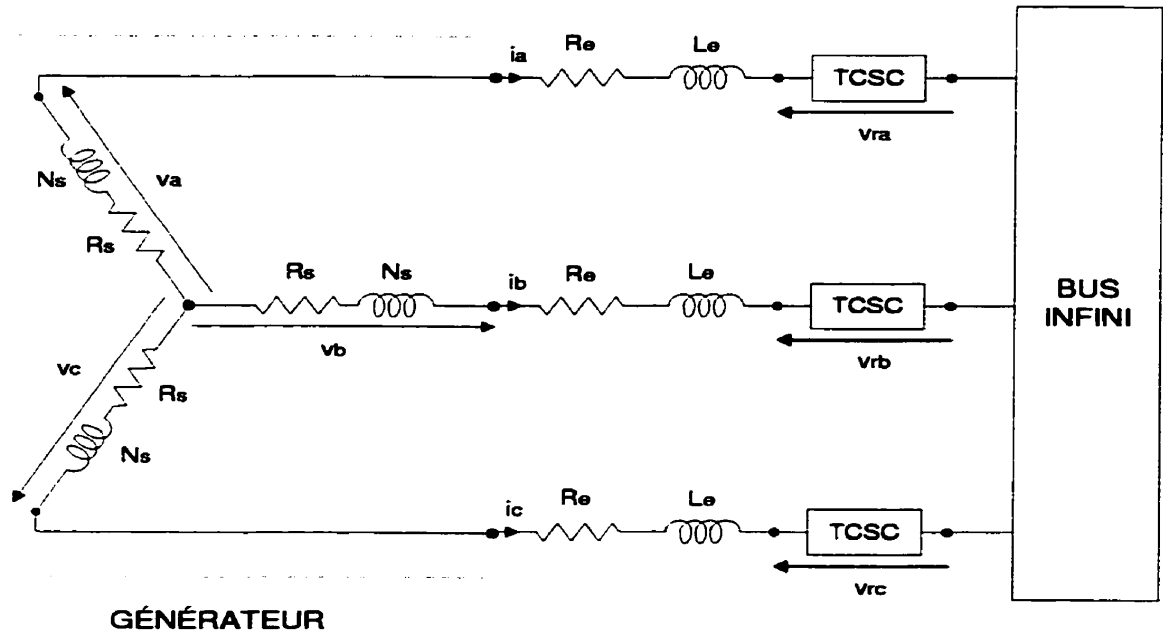 ia Re Le
TCSC
vra
Ns
va
Rs
Rs Ns ib Re Le
TCSC
vrb
BUS
INFINI
vb
vc
Rs
Ns
ic Re Le
TCSC
vrc
GÉNÉRATEUR